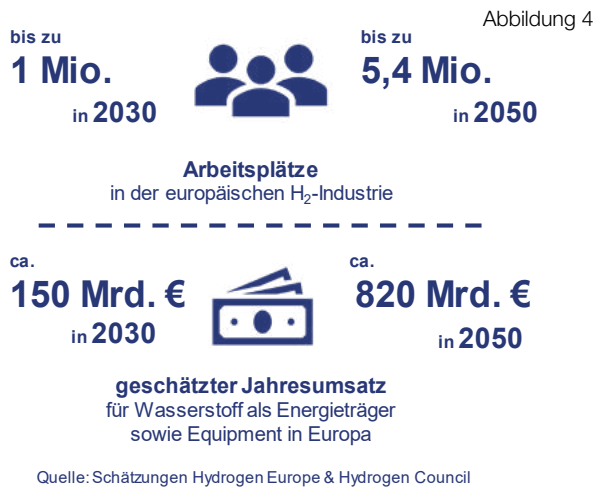 Abbildung 4
bis zu
1 Mio.
in 2030
bis zu
5,4 Mio.
in 2050
Arbeitsplätze
in der europäischen H₂-Industrie
ca.
150 Mrd. €
in 2030
ca.
820 Mrd. €
in 2050
geschätzter Jahresumsatz
für Wasserstoff als Energieträger
sowie Equipment in Europa
Quelle: Schätzungen Hydrogen Europe & Hydrogen Council